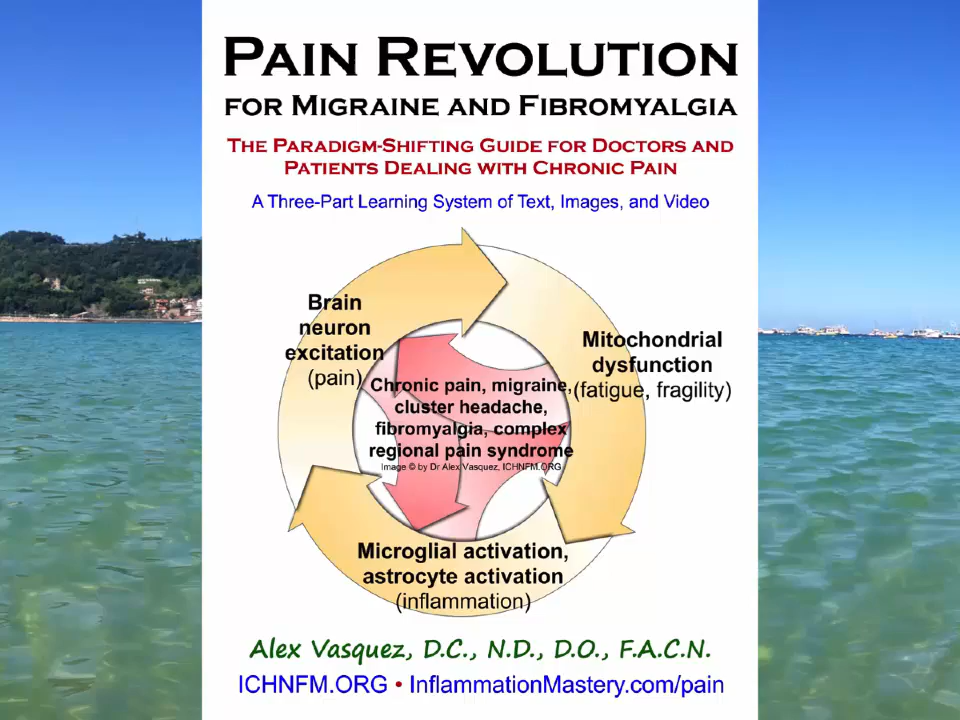 PAIN REVOLUTION
FOR MIGRAINE AND FIBROMYALGIA
THE PARADIGM-SHIFTING GUIDE FOR DOCTORS AND
PATIENTS DEALING WITH CHRONIC PAIN
A Three-Part Learning System of Text, Images, and Video
Brain
neuron
excitation
(pain)
Mitochondrial
dysfunction
(fatigue, fragility)
Chronic pain, migraine,
cluster headache,
fibromyalgia, complex
regional pain syndrome
Image © by Dr Alex Vasquez, ICHNFM.ORG
Microglial activation,
astrocyte activation
(inflammation)
Alex Vasquez, D.C., N.D., D.O., F.A.C.N.
ICHNFM.ORG • InflammationMastery.com/pain